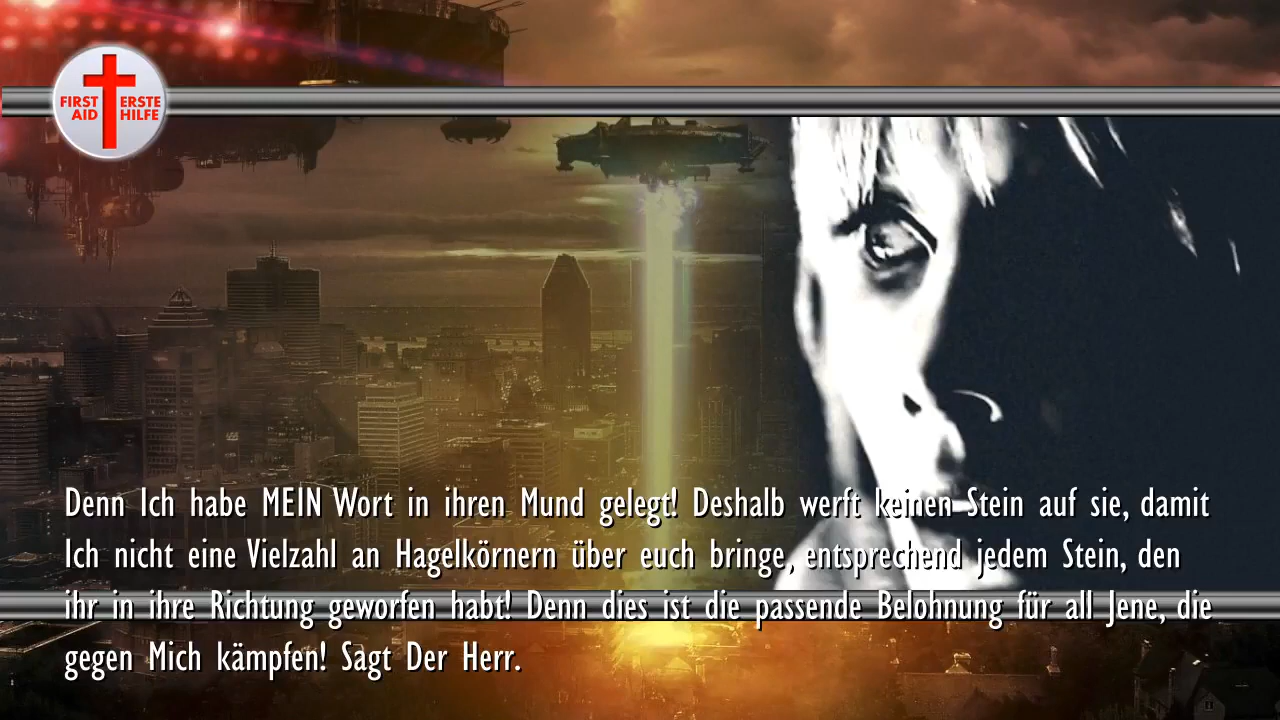 FIRST ERSTE
AID HILFE
Denn Ich habe MEIN Wort in ihren Mund gelegt! Deshalb werft keinen Stein auf sie, damit
Ich nicht eine Vielzahl an Hagelkörnern über euch bringe, entsprechend jedem Stein, den
ihr in ihre Richtung geworfen habt! Denn dies ist die passende Belohnung für all Jene, die
gegen Mich kämpfen! Sagt Der Herr.